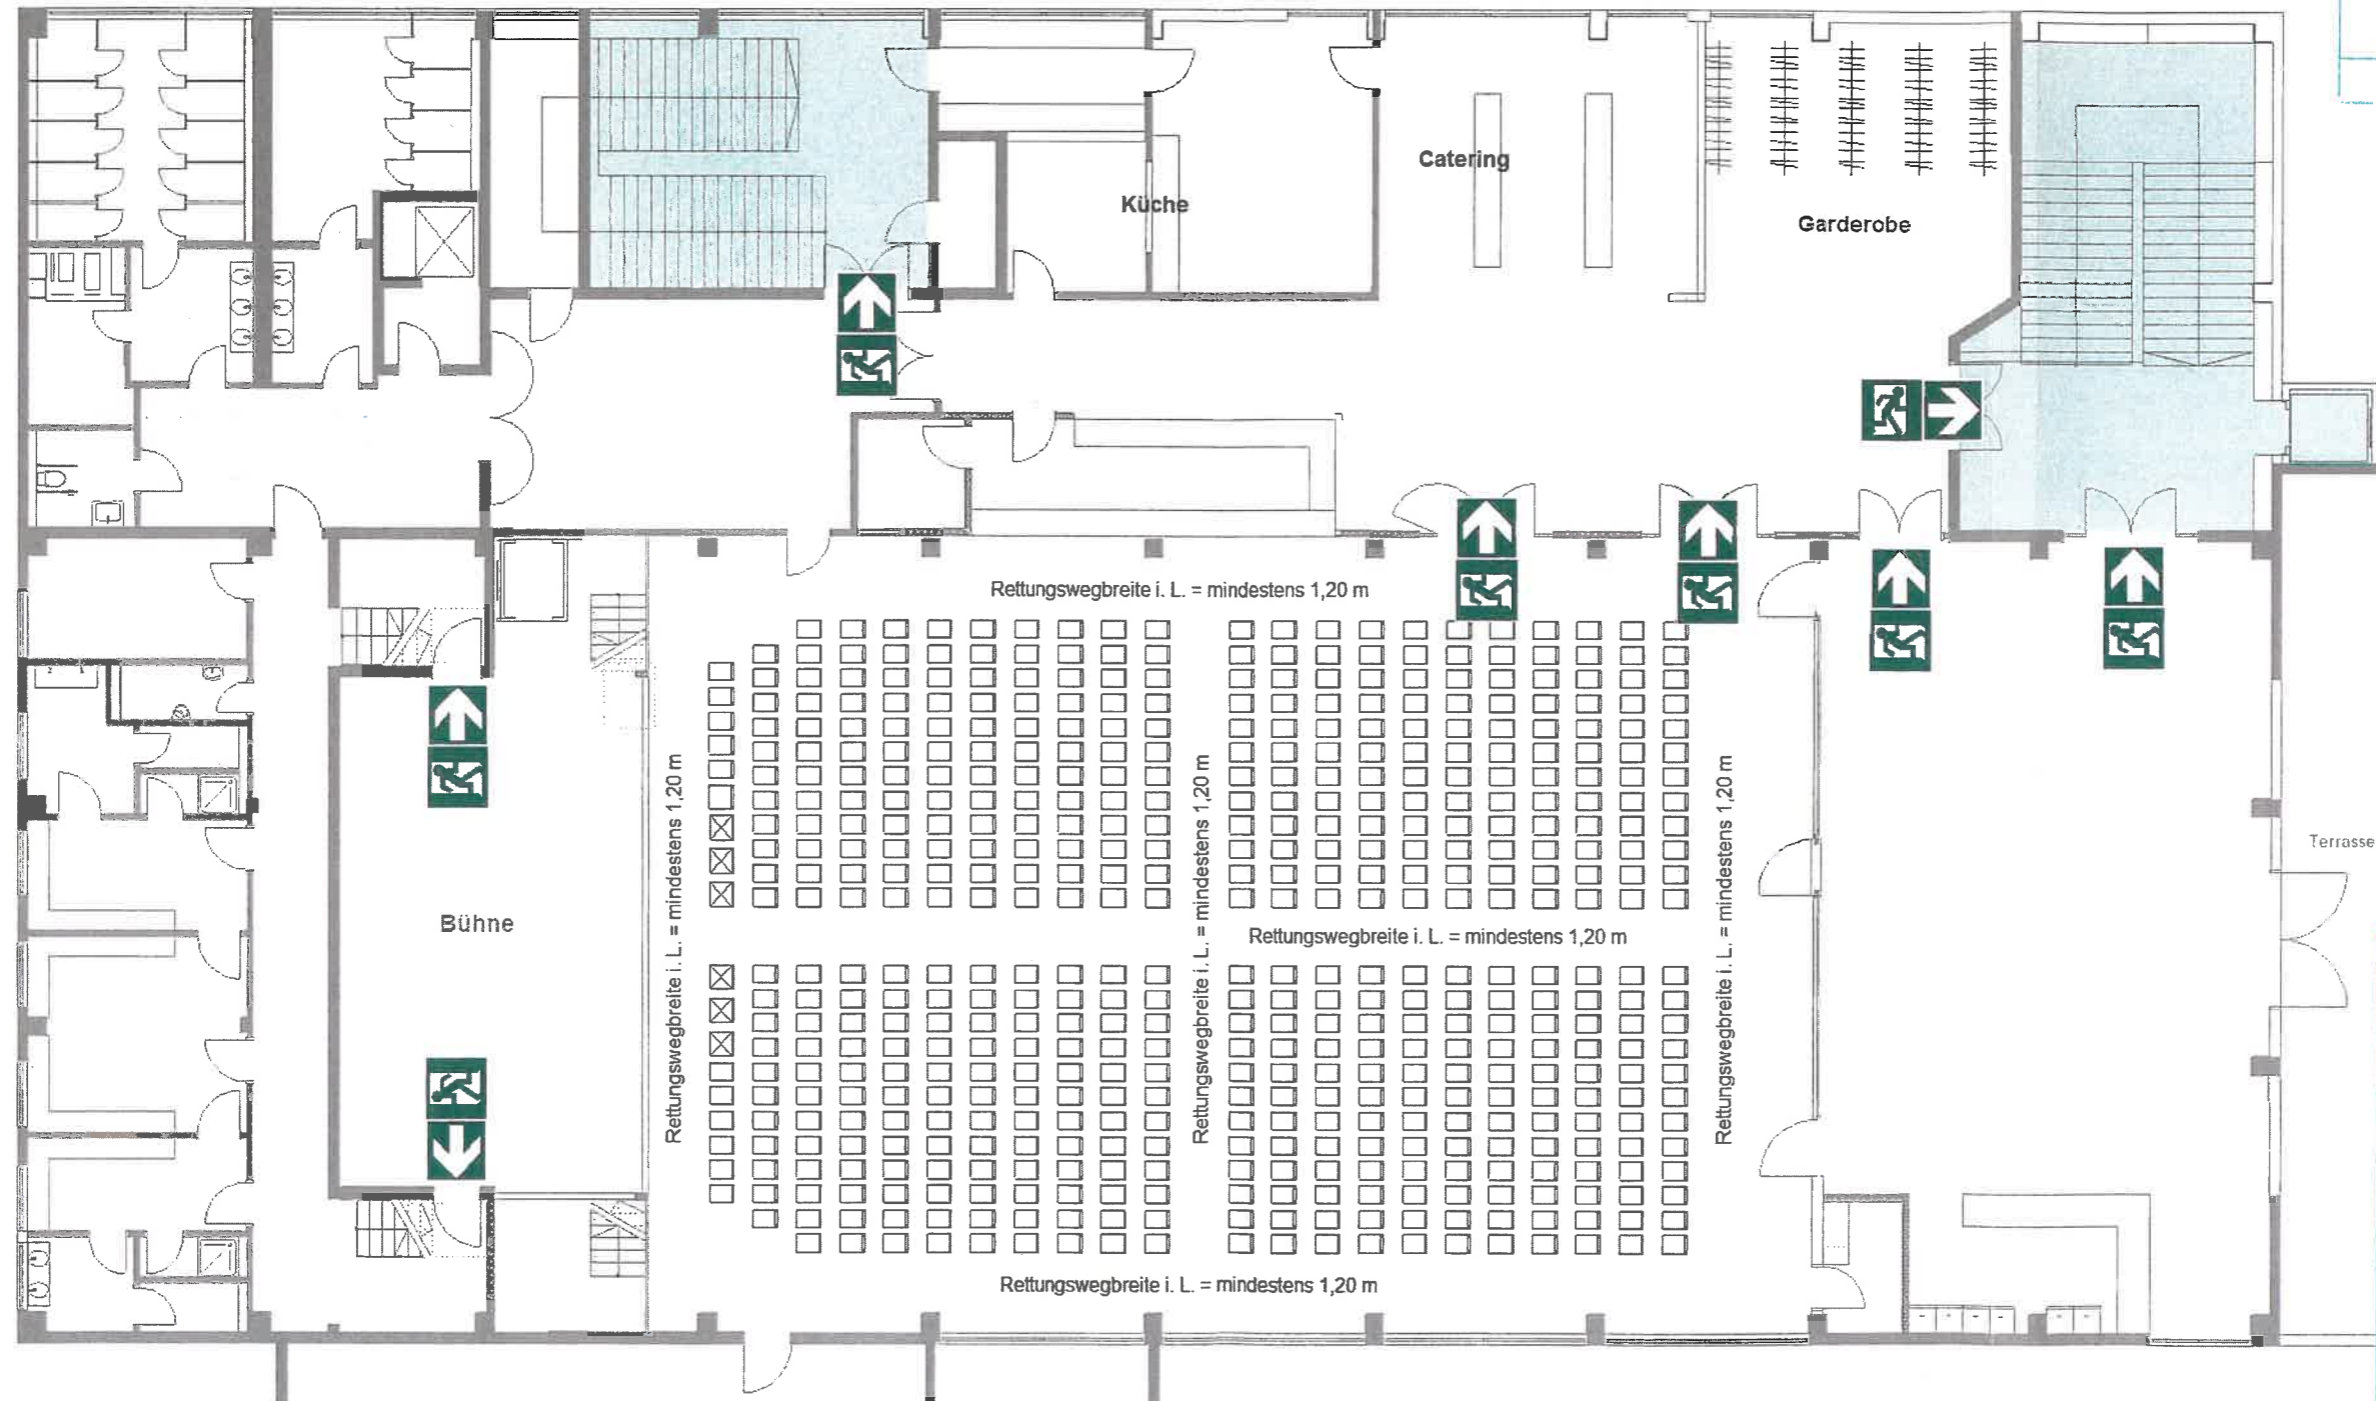 Catering
Küche
Garderobe
Rettungswegbreite i. L. = mindestens 1,20 m
Rettungswegbreite i. L. = mindestens 1,20 m
Rettungswegbreite i. L. = mindestens 1,20 m
Rettungswegbreite i. L. = mindestens 1,20 m
Terrasse
Bühne
Rettungswegbreite i. L. = mindestens 1,20 m
Rettungswegbreite i. L. = mindestens 1,20 m